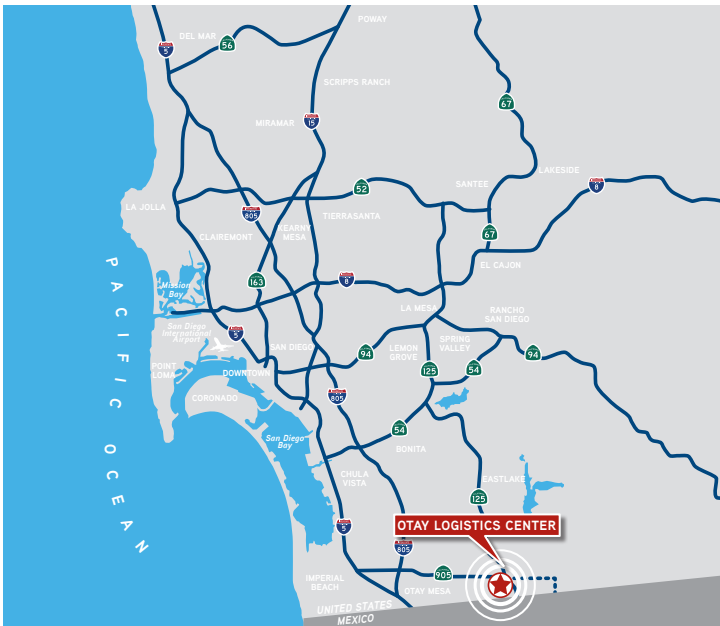 POWAY
DEL MAR
56
5
SCRIPPS RANCH
67
MIRAMAR
15
LAKESIDE
SANTEE
8
52
LA JOLLA
805
TIERRASANTA
KEARNY
MESA
CLAIREMONT
67
EL CAJON
PACIFIC OCEAN
163
8
Mission
Bay
LA MESA
RANCHO
SAN DIEGO
San Diego
International
Airport
5
SAN DIEGO
94
LEMON
GROVE
SPRING
VALLEY
94
POINT
LOMA
DOWNTOWN
125
54
CORONADO
805
54
San Diego
Bay
BONITA
CHULA
VISTA
EASTLAKE
125
5
OTAY LOGISTICS CENTER
805
905
IMPERIAL
BEACH
OTAY MESA
UNITED STATES
MEXICO